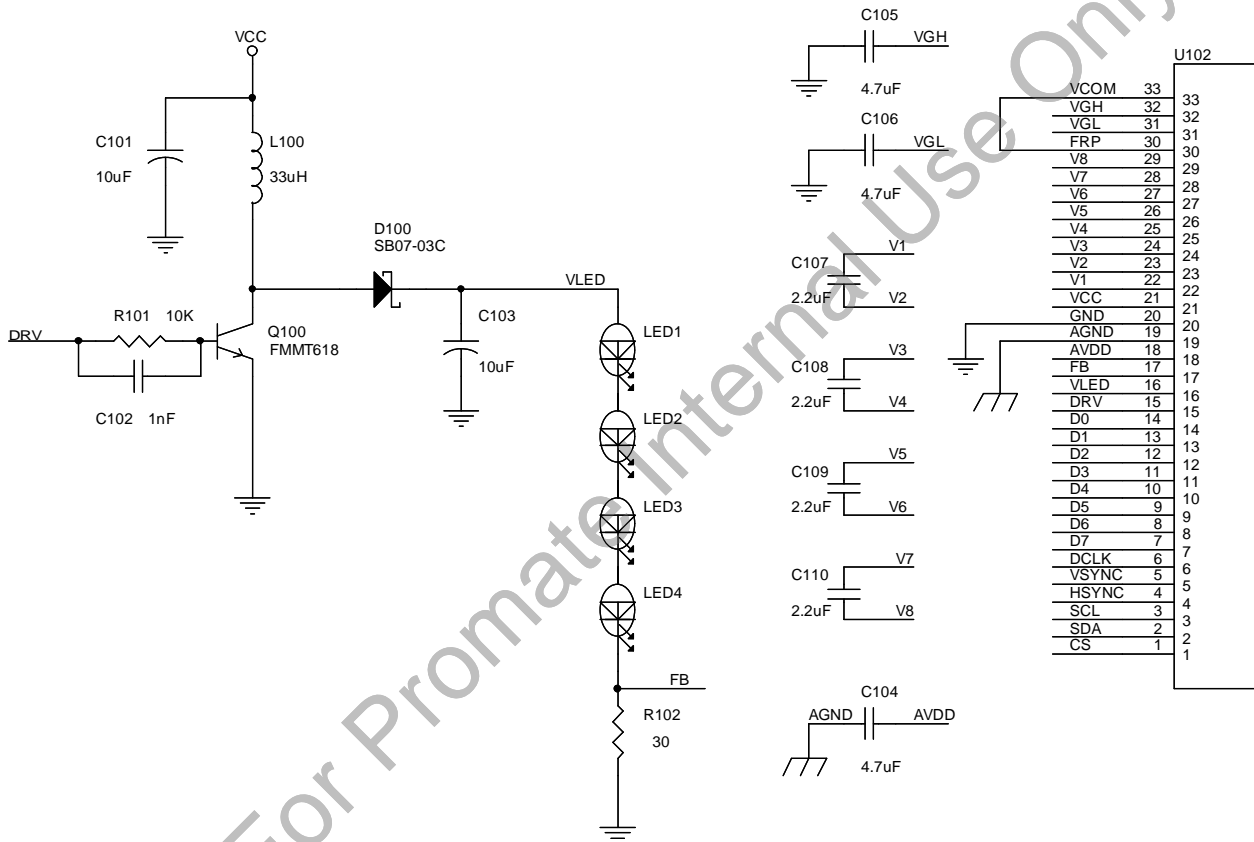 VCC
C101
10uF
L100
33uH
D100
SB07-03C
VLED
DRV
R101 10K
Q100
FMMT618
C102 1nF
C103
10uF
LED1
LED2
LED3
LED4
FB
R102
30
C105
VGH
4.7uF
C106
VGL
4.7uF
C107
V1
2.2uF
V2
C108
V3
2.2uF
V4
C109
V5
2.2uF
V6
C110
V7
2.2uF
V8
C104
AGND AVDD
4.7uF
U102
VCOM 33 33
VGH 32 32
VGL 31 31
FRP 30 30
V8 29 29
V7 28 28
V6 27 27
V5 26 26
V4 25 25
V3 24 24
V2 23 23
V1 22 22
VCC 21 21
GND 20 20
AGND 19 19
AVDD 18 18
FB 17 17
VLED 16 16
DRV 15 15
D0 14 14
D1 13 13
D2 12 12
D3 11 11
D4 10 10
D5 9 9
D6 8 8
D7 7 7
DCLK 6 6
VSYNC 5 5
HSYNC 4 4
SCL 3 3
SDA 2 2
CS 1 1
For Promate Internal Use Only